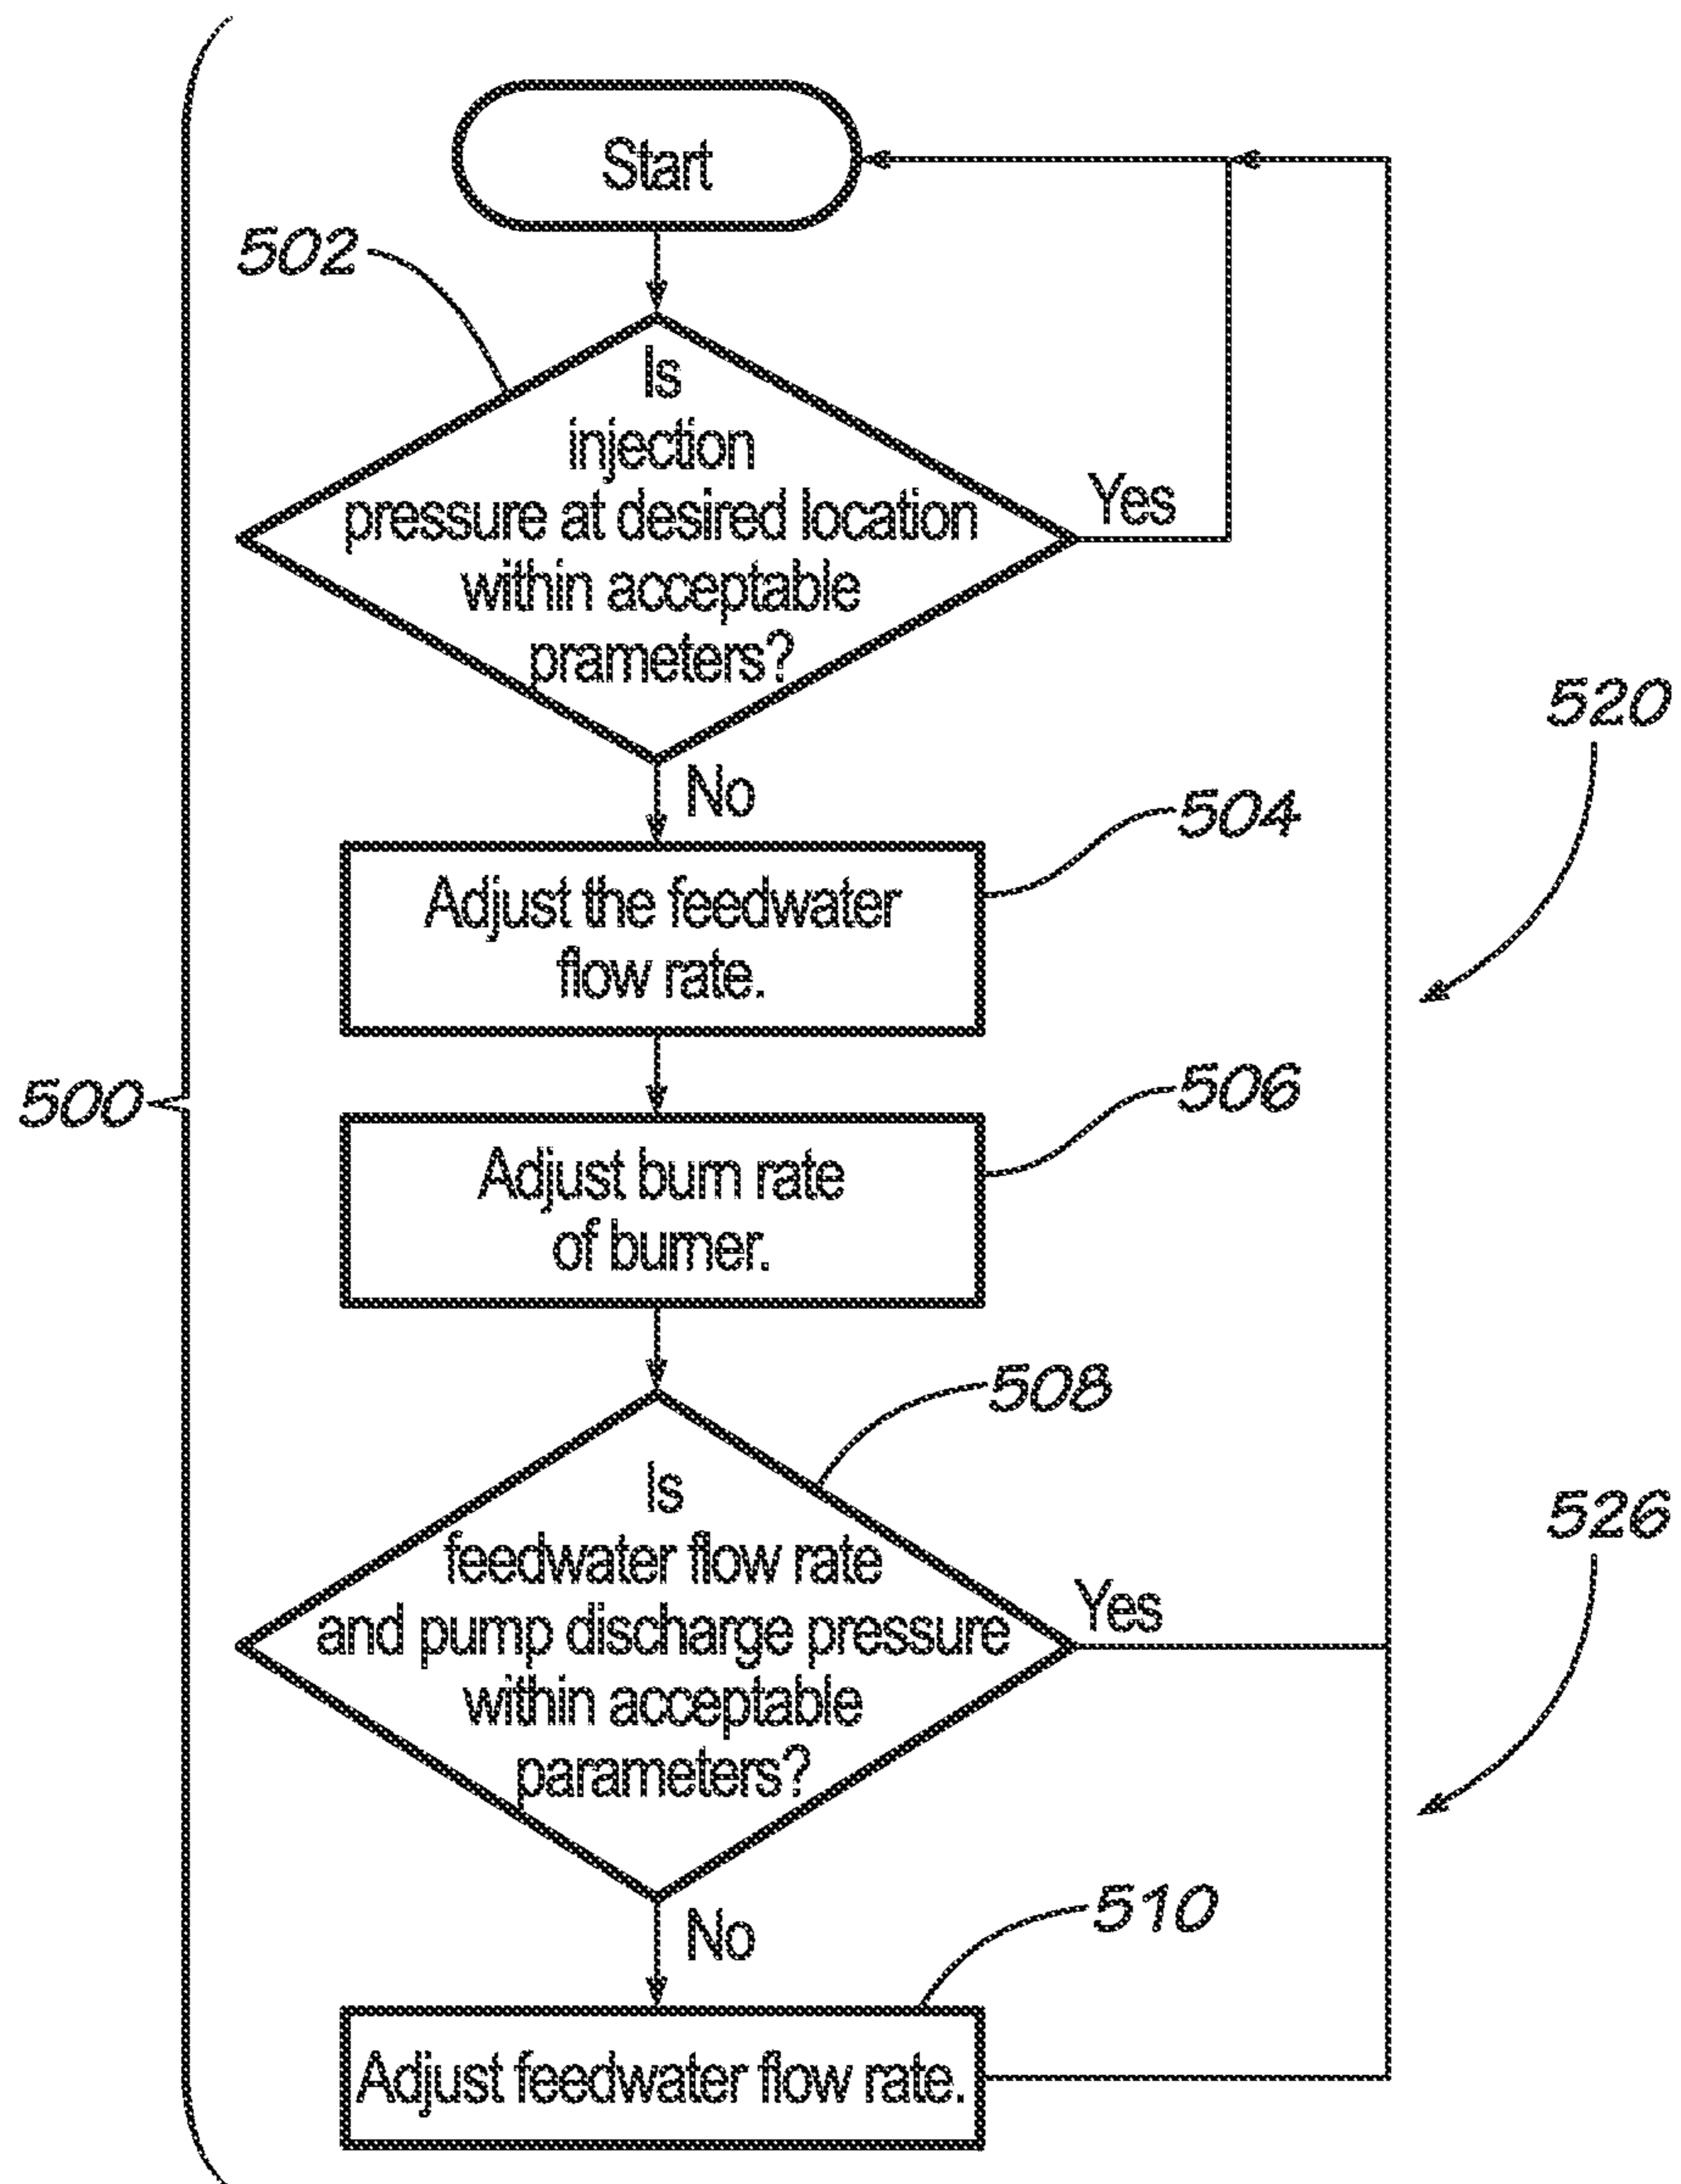 Start
502
Is
injection
pressure at desired location
within acceptable
prameters?
Yes
520
No
504
Adjust the feedwater
flow rate.
500
506
Adjust burn rate
of burner.
508
Is
feedwater flow rate
and pump discharge pressure
within acceptable
parameters?
Yes
526
No
510
Adjust feedwater flow rate.